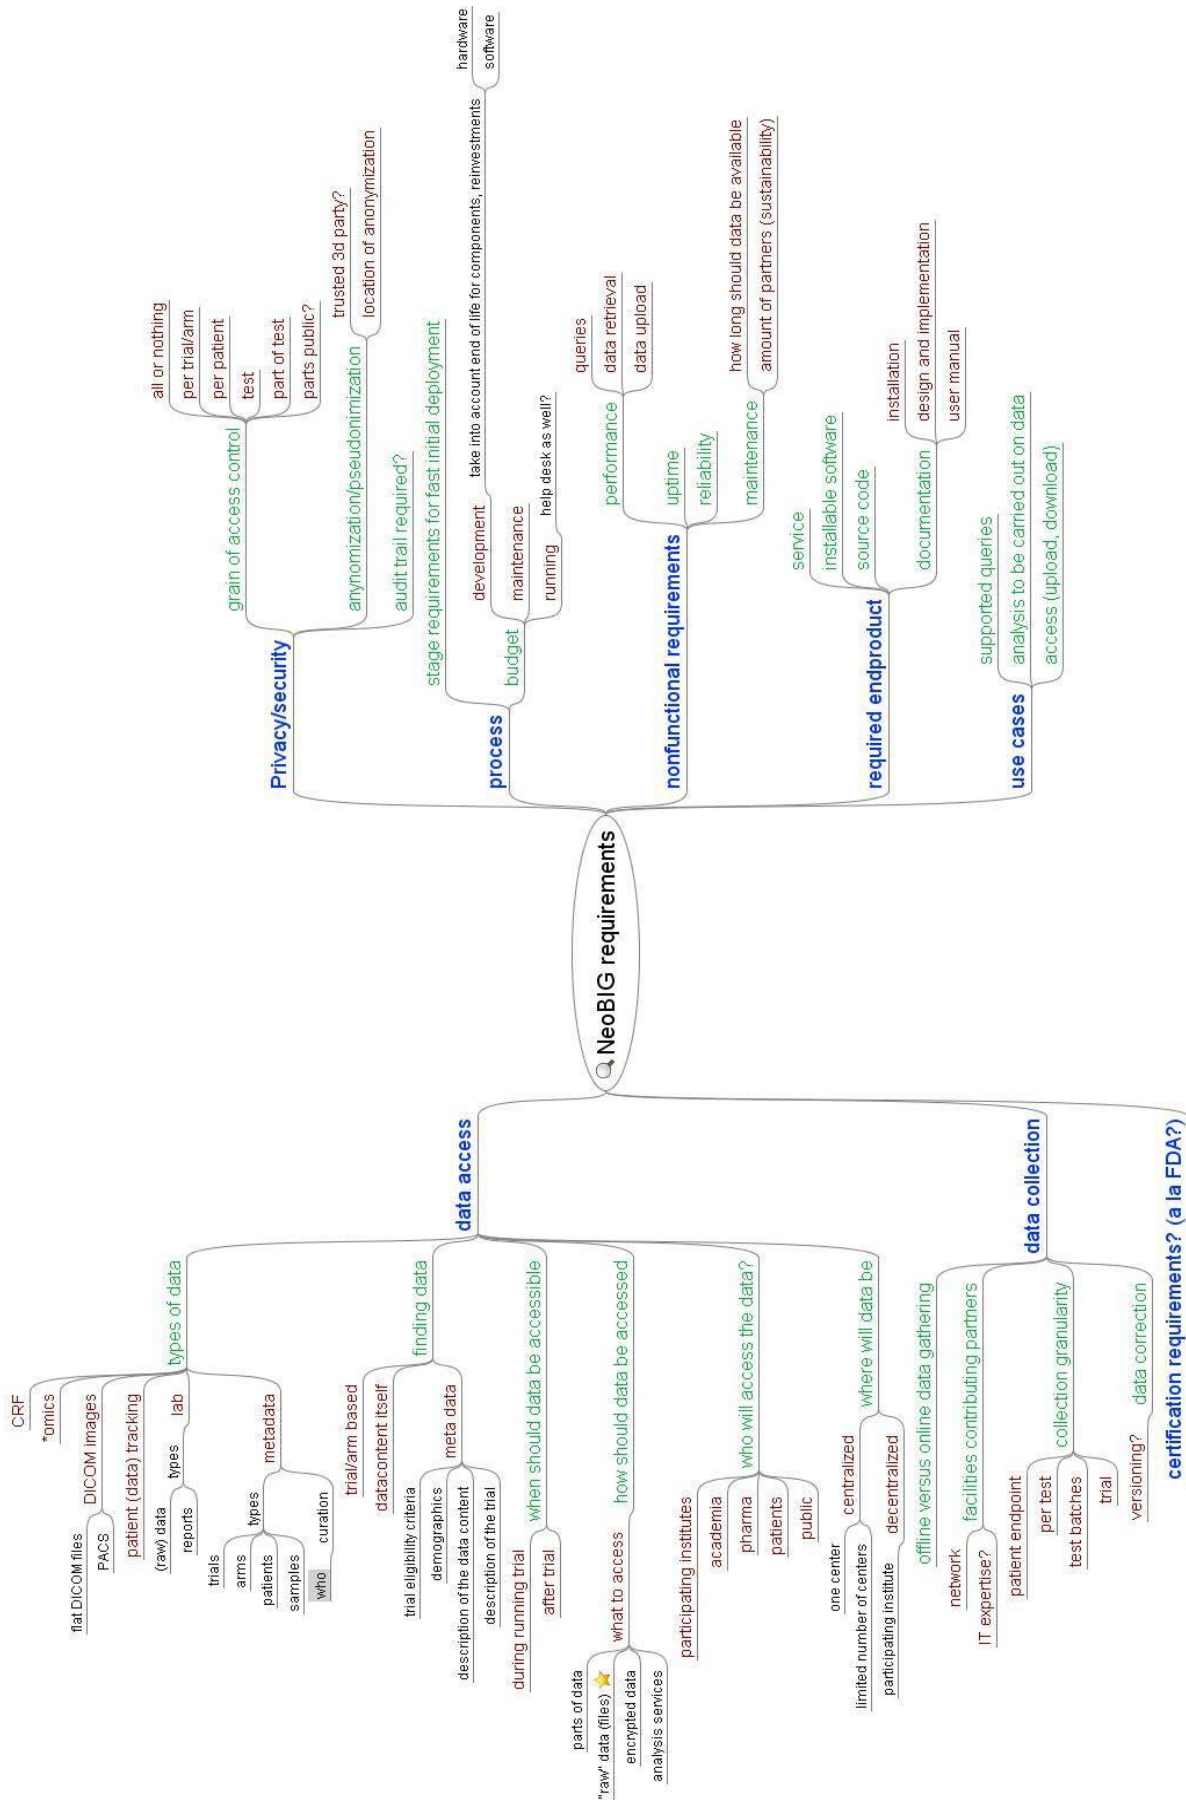 NeoBIG requirements
Privacy/security
grain of access control
all or nothing
per trial/arm
per patient
test
part of test
parts public?
anynomization/pseudonimization
trusted 3d party?
location of anonymization
audit trail required?
process
stage requirements for fast initial deployment
budget
development
take into account end of life for components, reinvestments
hardware
software
maintenance
running
help desk as well?
nonfunctional requirements
performance
queries
data retrieval
data upload
uptime
reliability
maintenance
how long should data be available
amount of partners (sustainability)
required endproduct
service
installable software
source code
documentation
installation
design and implementation
user manual
use cases
supported queries
analysis to be carried out on data
access (upload, download)
data access
types of data
CRF
*omics
DICOM images
flat DICOM files
PACS
patient (data) tracking
lab
types
(raw) data
reports
metadata
types
trials
arms
patients
samples
curation
who
finding data
trial/arm based
datacontent itself
meta data
trial eligibility criteria
demographics
description of the data content
description of the trial
when should data be accessible
during running trial
after trial
how should data be accessed
what to access
parts of data
"raw" data (files)
encrypted data
analysis services
who will access the data?
participating institutes
academia
pharma
patients
public
where will data be
centralized
one center
limited number of centers
decentralized
participating institute
data collection
offline versus online data gathering
facilities contributing partners
network
IT expertise?
collection granularity
patient endpoint
per test
test batches
trial
data correction
versioning?
certification requirements? (a la FDA?)